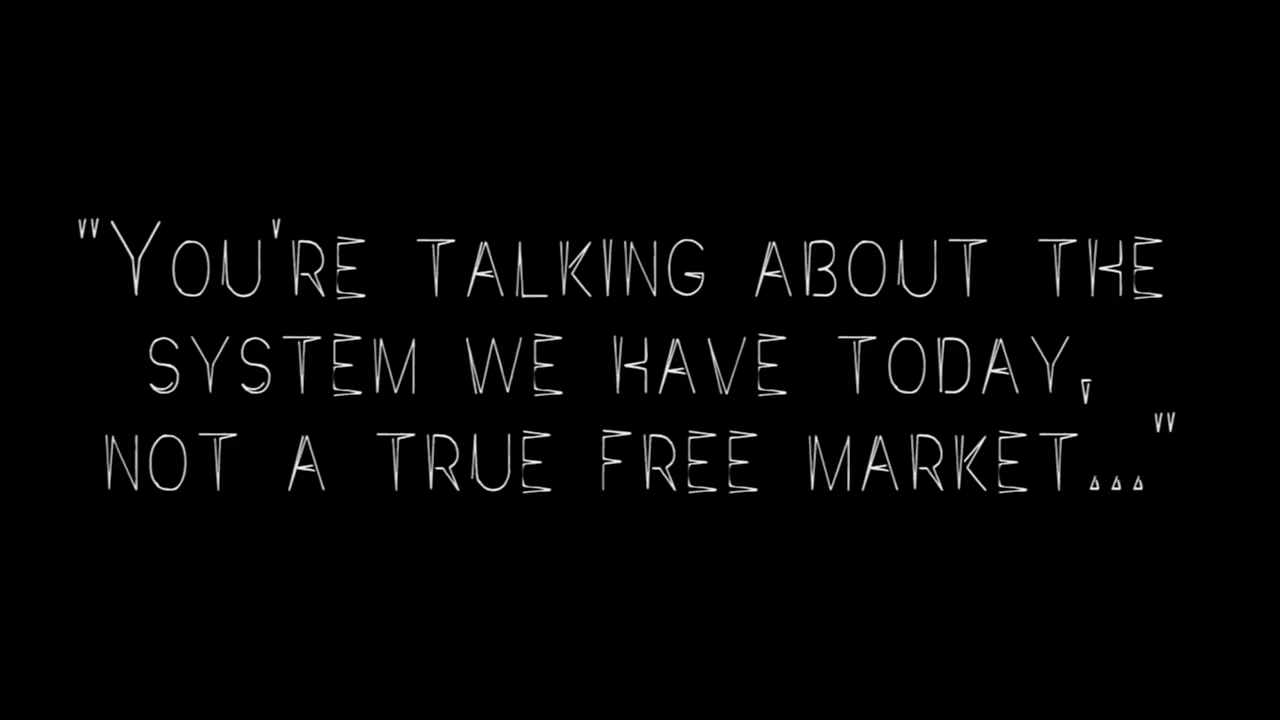 "You're talking about the
system we have today,
not a true free market..."